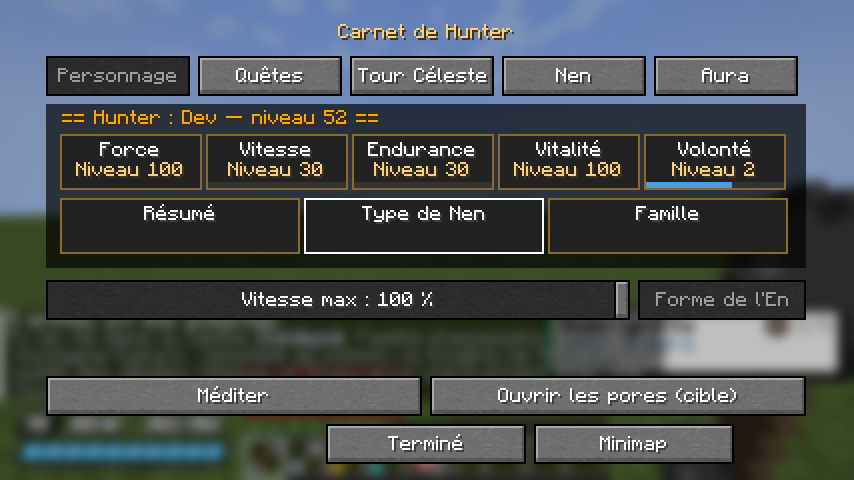 Carnet de Hunter
Personnage
Quêtes
Tour Céleste
Nen
Aura
== Hunter : Dev — niveau 52 ==
Force
Niveau 100
Vitesse
Niveau 30
Endurance
Niveau 30
Vitalité
Niveau 100
Volonté
Niveau 2
Résumé
Type de Nen
Famille
Vitesse max : 100 %
Forme de l'En
Méditer
Ouvrir les pores (cible)
Terminé
Minimap